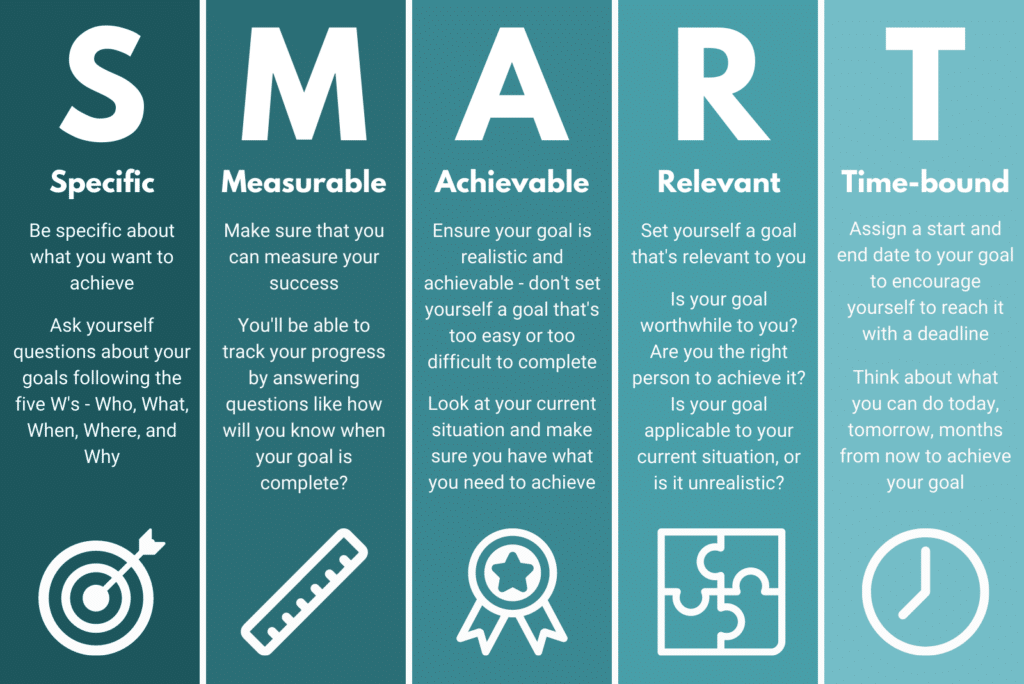 S
Specific
Be specific about
what you want to
achieve
Ask yourself
questions about your
goals following the
five W's - Who, What,
When, Where, and
Why
M
Measurable
Make sure that you
can measure your
success
You'll be able to
track your progress
by answering
questions like how
will you know when
your goal is
complete?
A
Achievable
Ensure your goal is
realistic and
achievable - don't set
yourself a goal that's
too easy or too
difficult to complete
Look at your current
situation and make
sure you have what
you need to achieve
R
Relevant
Set yourself a goal
that's relevant to you
Is your goal
worthwhile to you?
Are you the right
person to achieve it?
Is your goal
applicable to your
current situation, or
is it unrealistic?
T
Time-bound
Assign a start and
end date to your goal
to encourage
yourself to reach it
with a deadline
Think about what
you can do today,
tomorrow, months
from now to achieve
your goal